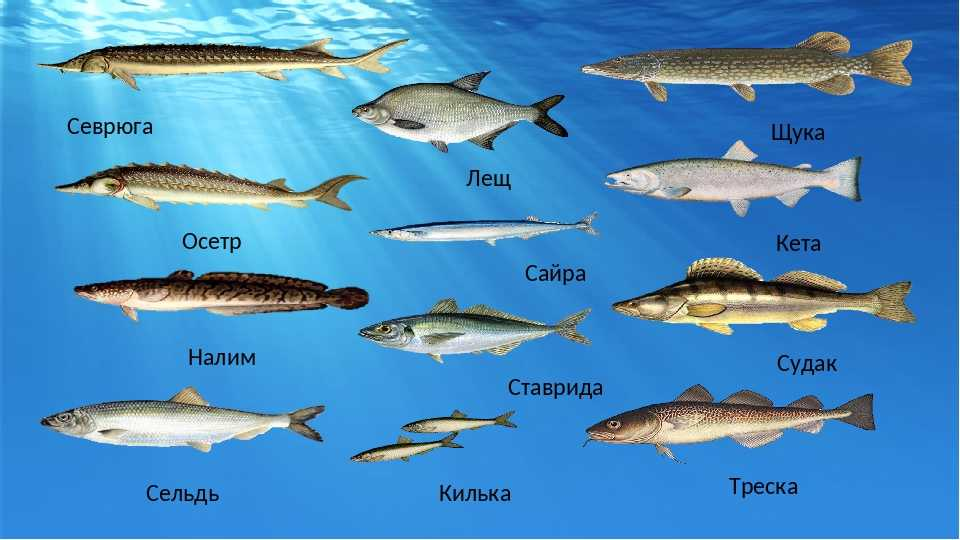 Севрюга
Щука
Лещ
Осетр
Кета
Сайра
Налим
Судак
Ставрида
Сельдь
Килька
Треска